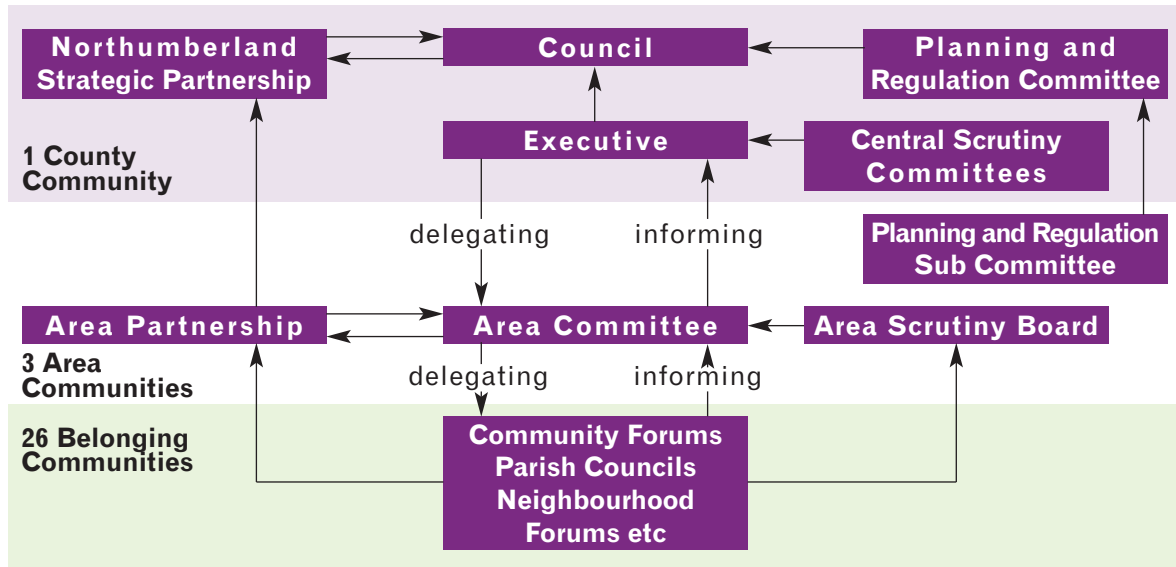 Northumberland
Strategic Partnership
Council
Planning and
Regulation Committee
Executive
Central Scrutiny
Committees
1 County
Community
delegating
informing
Planning and Regulation
Sub Committee
Area Partnership
Area Committee
Area Scrutiny Board
3 Area
Communities
delegating
informing
26 Belonging
Communities
Community Forums
Parish Councils
Neighbourhood
Forums etc